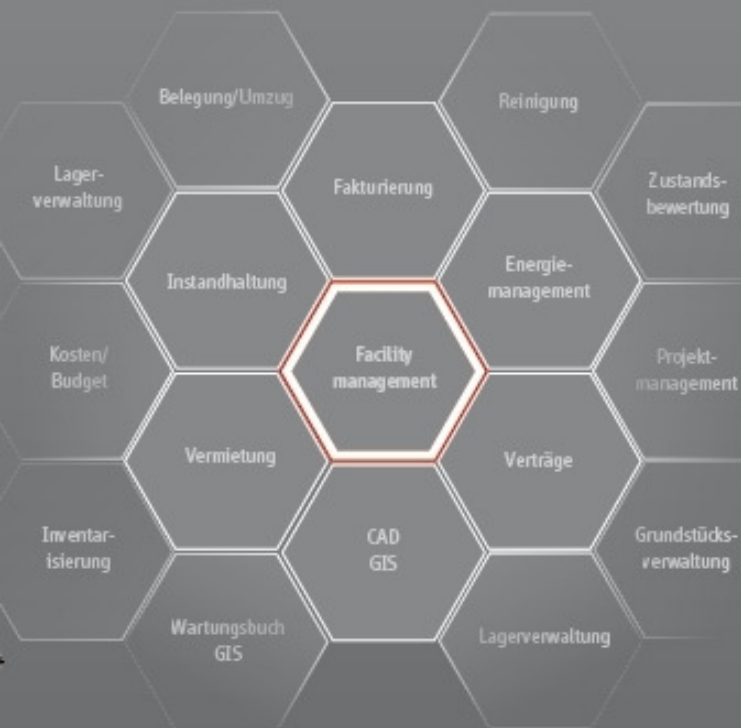 Belegung/Umzug
Reinigung
Lager-
verwaltung
Fakturierung
Zustands-
bewertung
Instandhaltung
Energie-
management
Kosten/
Budget
Facility
management
Projekt-
management
Vermietung
Verträge
Inventar-
isierung
CAD
GIS
Grundstücks-
verwaltung
Wartungsbuch
GIS
Lagerverwaltung